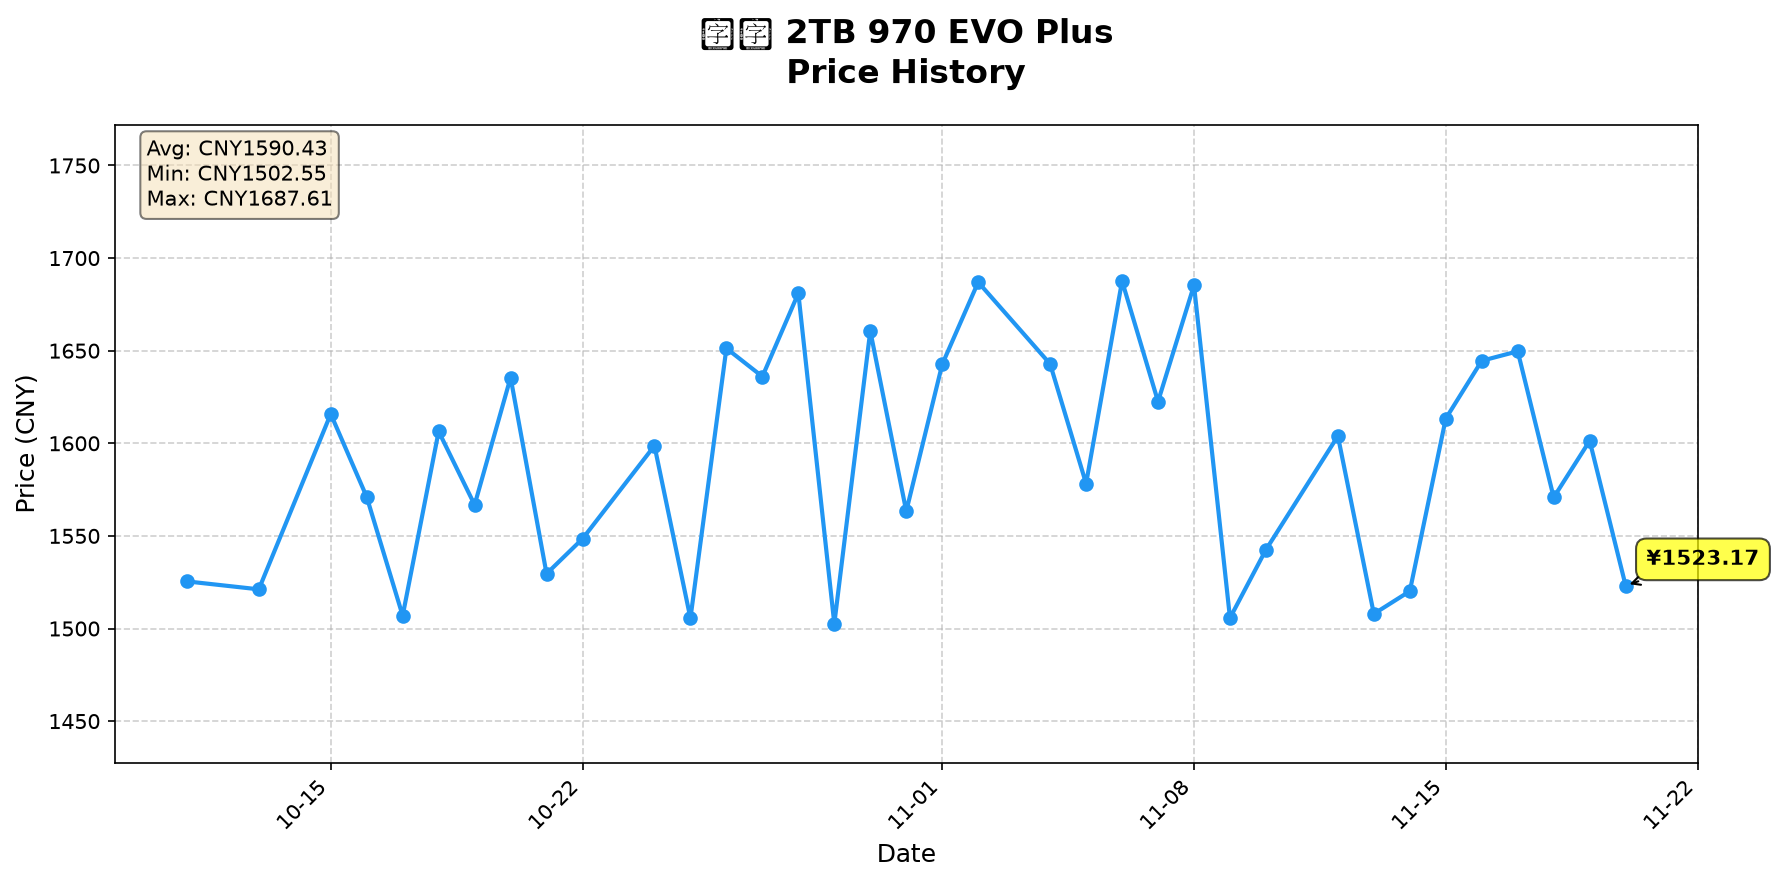 2TB 970 EVO Plus
Price History
Avg: CNY1590.43
Min: CNY1502.55
Max: CNY1687.61
Price (CNY)
1750
1700
1650
1600
1550
1500
1450
¥1523.17
10-15
10-22
11-01
11-08
11-15
11-22
Date